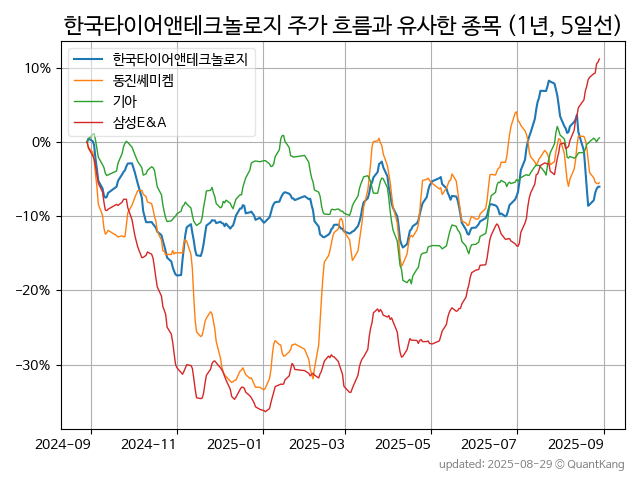 한국타이어앤테크놀로지 주가 흐름과 유사한 종목 (1년, 5일선)
한국타이어앤테크놀로지
동진쎄미켐
기아
삼성E&A
10%
0%
−10%
−20%
−30%
2024-09
2024-11
2025-01
2025-03
2025-05
2025-07
2025-09
updated: 2025-08-29 © QuantKang